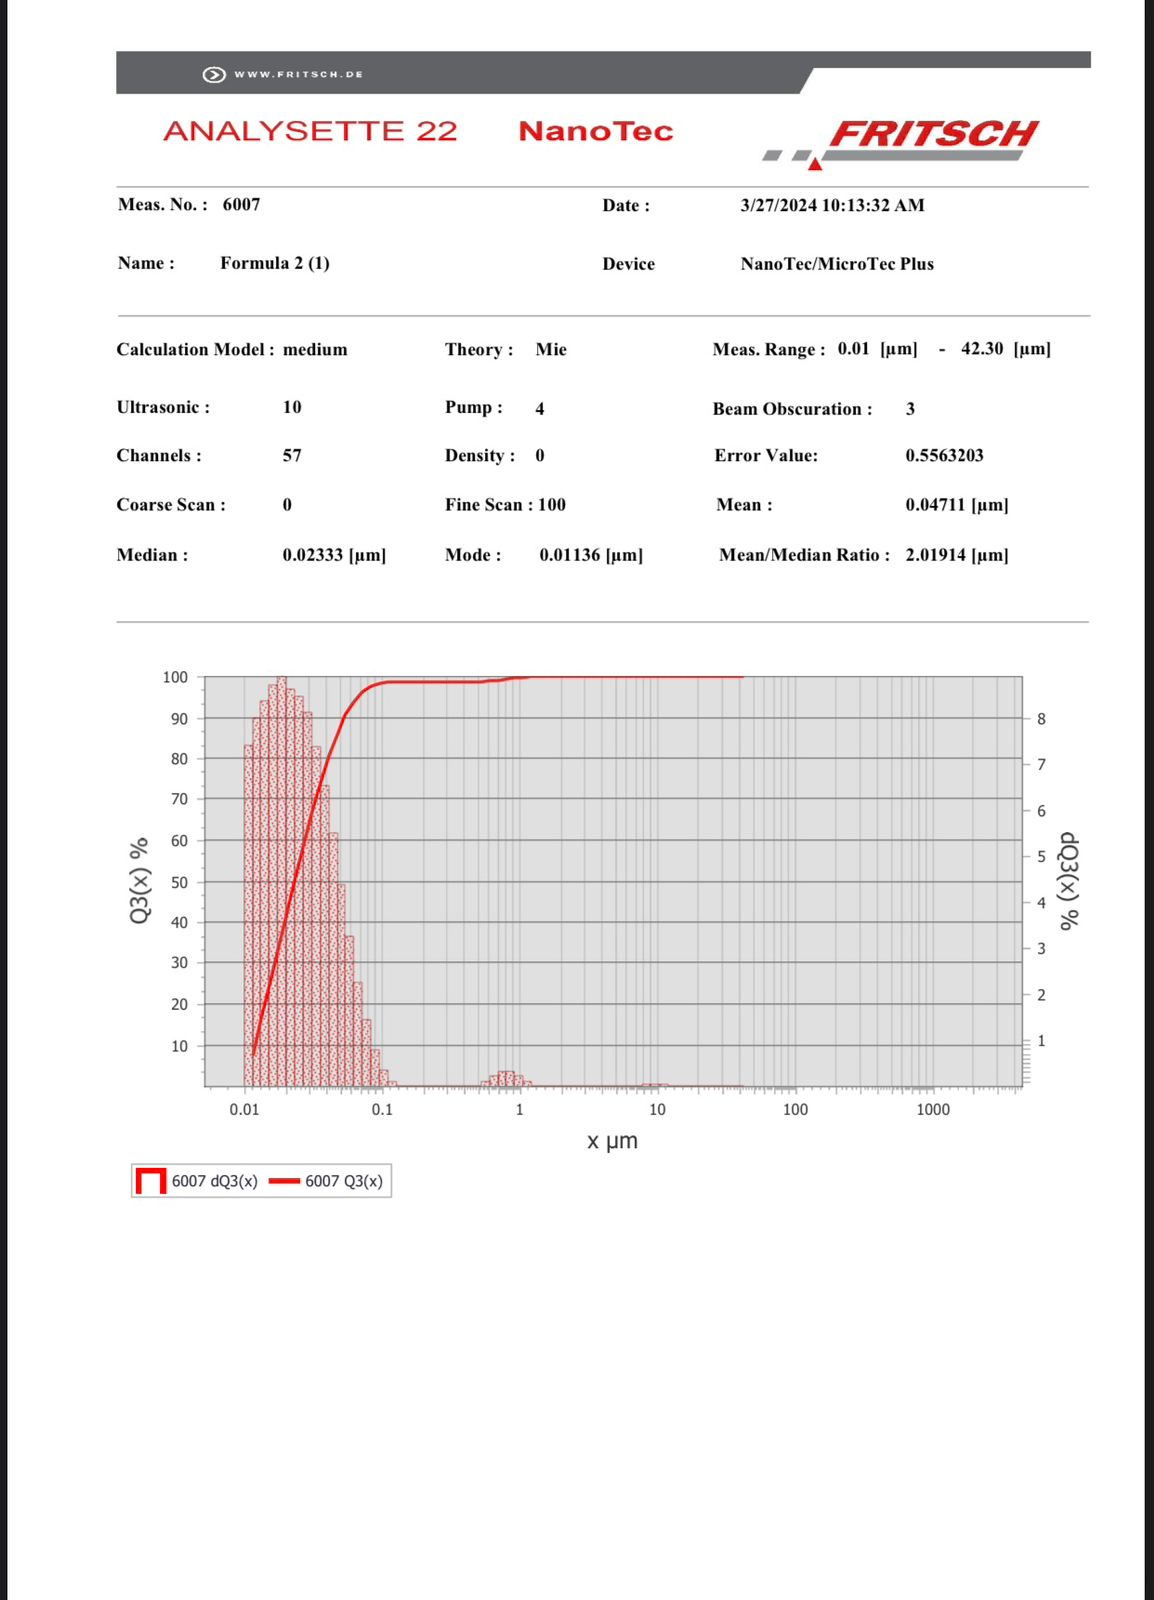 WWW.FRITSCH.DE
ANALYSETTE 22 NanoTec FRITSCH
Meas. No. : 6007 Date : 3/27/2024 10:13:32 AM
Name : Formula 2 (1) Device NanoTec/MicroTec Plus
Calculation Model : medium Theory : Mie Meas. Range : 0.01 [µm] - 42.30 [µm]
Ultrasonic : 10 Pump : 4 Beam Obscuration : 3
Channels : 57 Density : 0 Error Value: 0.5563203
Coarse Scan : 0 Fine Scan : 100 Mean : 0.04711 [µm]
Median : 0.02333 [µm] Mode : 0.01136 [µm] Mean/Median Ratio : 2.01914 [µm]
Q3(x) %
100
90
80
70
60
50
40
30
20
10
8
7
6
5
4
3
2
1
dQ3(x) %
0.01 0.1 1 10 100 1000
x µm
6007 dQ3(x) 6007 Q3(x)